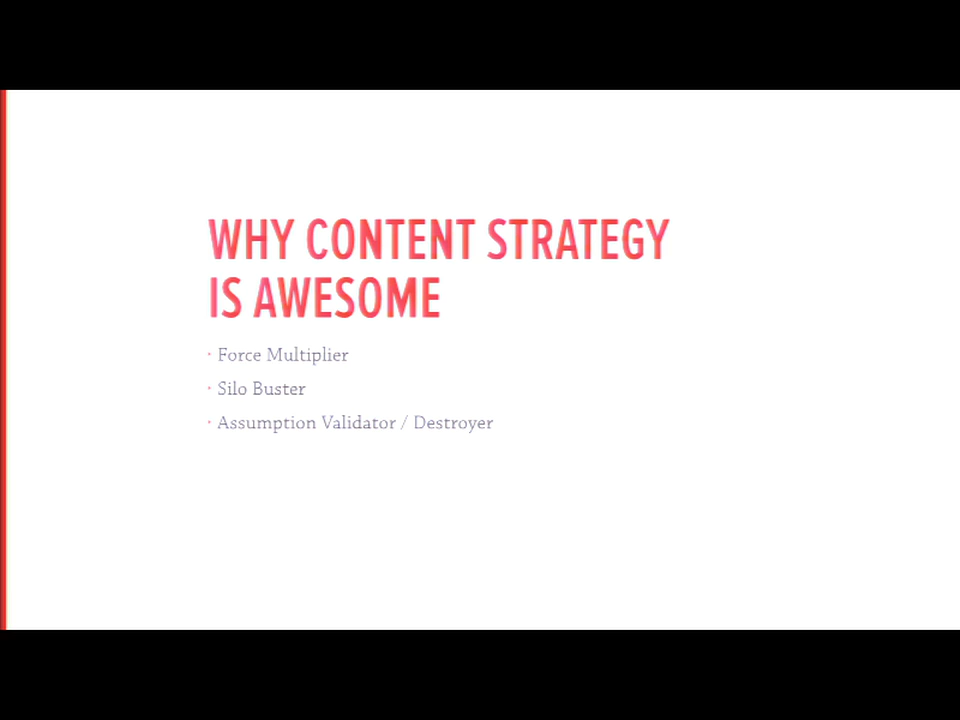 WHY CONTENT STRATEGY
IS AWESOME
· Force Multiplier
· Silo Buster
· Assumption Validator / Destroyer